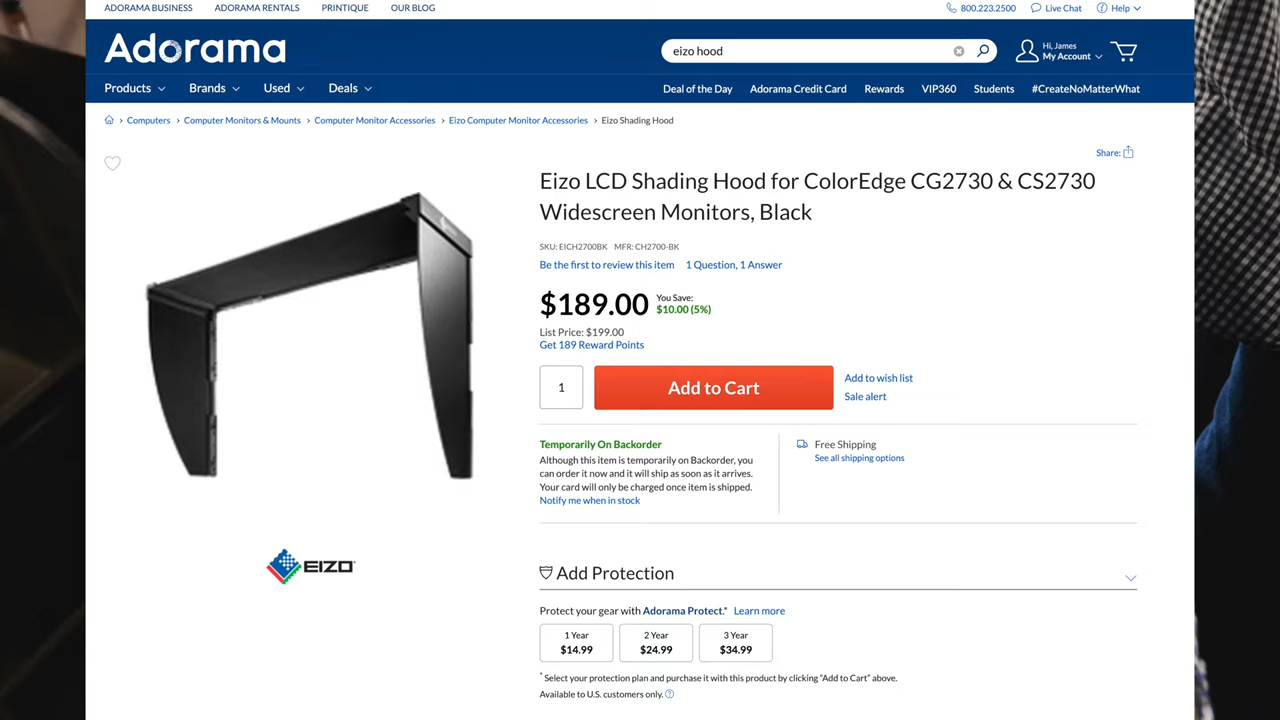 ADORAMA BUSINESS ADORAMA RENTALS PRINTIQUE OUR BLOG 800.223.2500 Live Chat Help
Adorama
eizo hood
Hi, James
My Account
Products Brands Used Deals Deal of the Day Adorama Credit Card Rewards VIP360 Students #CreateNoMatterWhat
Computers > Computer Monitors & Mounts > Computer Monitor Accessories > Eizo Computer Monitor Accessories > Eizo Shading Hood
Share:
Eizo LCD Shading Hood for ColorEdge CG2730 & CS2730
Widescreen Monitors, Black
SKU: EICH2700BK MFR: CH2700-BK
Be the first to review this item 1 Question, 1 Answer
$189.00
You Save:
$10.00 (5%)
List Price: $199.00
Get 189 Reward Points
1
Add to Cart
Add to wish list
Sale alert
Temporarily On Backorder
Although this item is temporarily on Backorder, you
can order it now and it will ship as soon as it arrives.
Your card will only be charged once item is shipped.
Notify me when in stock
Free Shipping
See all shipping options
EIZO
Add Protection
Protect your gear with Adorama Protect.* Learn more
1 Year
$14.99
2 Year
$24.99
3 Year
$34.99
* Select your protection plan and purchase it with this product by clicking "Add to Cart" above.
Available to U.S. customers only. ?